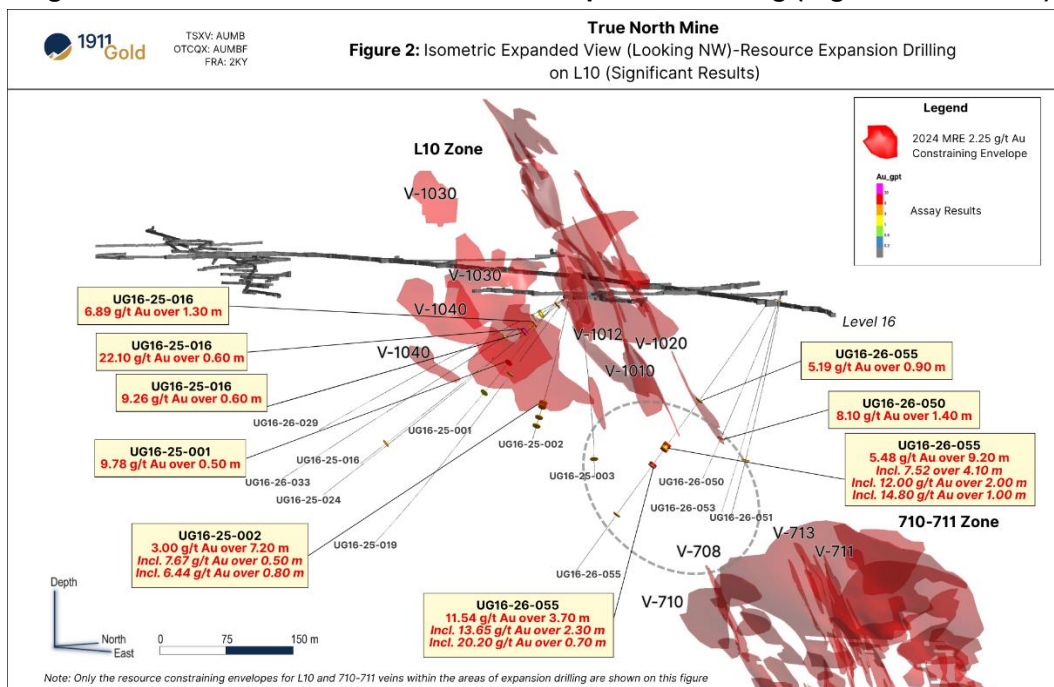 1911
Gold
TSXV: AUMB
OTCQX: AUMBF
FRA: 2KY
True North Mine
Figure 2: Isometric Expanded View (Looking NW)-Resource Expansion Drilling
on L10 (Significant Results)
Legend
2024 MRE 2.25 g/t Au
Constraining Envelope
Au_gpt
Assay Results
L10 Zone
V-1030
V-1030
V-1040
V-1040
V-1012
V-1020
V-1010
Level 16
UG16-25-016
6.89 g/t Au over 1.30 m
UG16-25-016
22.10 g/t Au over 0.60 m
UG16-25-016
9.26 g/t Au over 0.60 m
UG16-25-001
9.78 g/t Au over 0.50 m
UG16-25-002
3.00 g/t Au over 7.20 m
Incl. 7.67 g/t Au over 0.50 m
Incl. 6.44 g/t Au over 0.80 m
UG16-26-055
5.19 g/t Au over 0.90 m
UG16-26-050
8.10 g/t Au over 1.40 m
UG16-26-055
5.48 g/t Au over 9.20 m
Incl. 7.52 over 4.10 m
Incl. 12.00 g/t Au over 2.00 m
Incl. 14.80 g/t Au over 1.00 m
UG16-26-055
11.54 g/t Au over 3.70 m
Incl. 13.65 g/t Au over 2.30 m
Incl. 20.20 g/t Au over 0.70 m
UG16-26-029
UG16-25-001
UG16-25-016
UG16-26-033
UG16-25-024
UG16-25-019
UG16-25-002
UG16-25-003
UG16-26-050
UG16-26-053
UG16-26-051
UG16-26-055
710-711 Zone
V-713
V-711
V-708
V-710
Depth
North
East
0 75 150 m
Note: Only the resource constraining envelopes for L10 and 710-711 veins within the areas of expansion drilling are shown on this figure